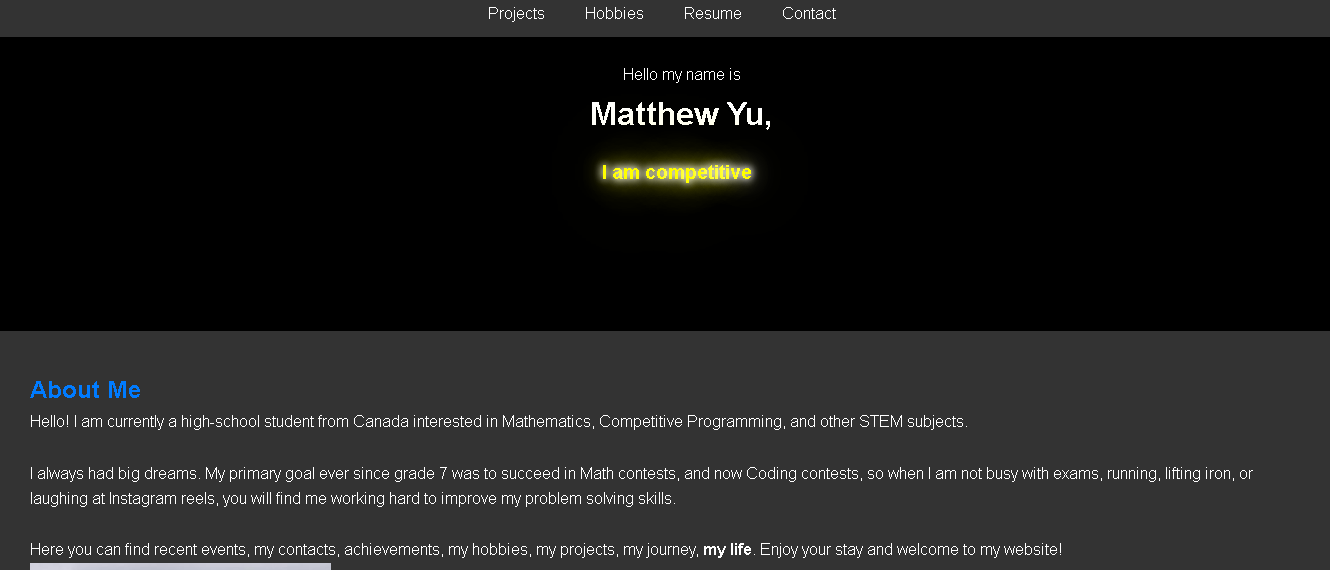 Projects Hobbies Resume Contact
Hello my name is
Matthew Yu,
I am competitive
About Me
Hello! I am currently a high-school student from Canada interested in Mathematics, Competitive Programming, and other STEM subjects.
I always had big dreams. My primary goal ever since grade 7 was to succeed in Math contests, and now Coding contests, so when I am not busy with exams, running, lifting iron, or
laughing at Instagram reels, you will find me working hard to improve my problem solving skills.
Here you can find recent events, my contacts, achievements, my hobbies, my projects, my journey, my life. Enjoy your stay and welcome to my website!